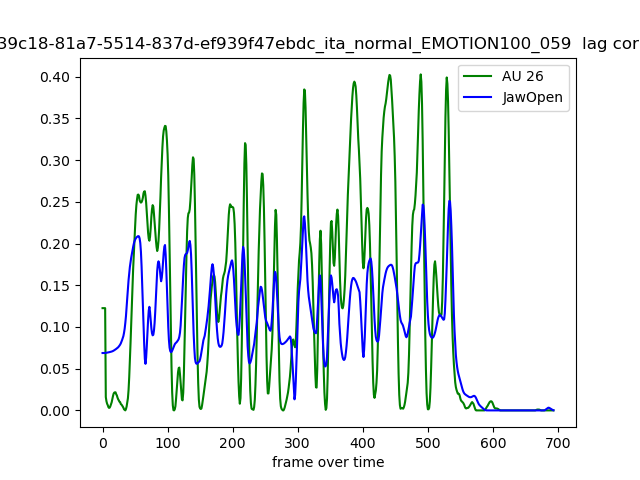 39c18-81a7-5514-837d-ef939f47ebdc_ita_normal_EMOTION100_059 lag cor
AU 26
JawOpen
0.40
0.35
0.30
0.25
0.20
0.15
0.10
0.05
0.00
0 100 200 300 400 500 600 700
frame over time